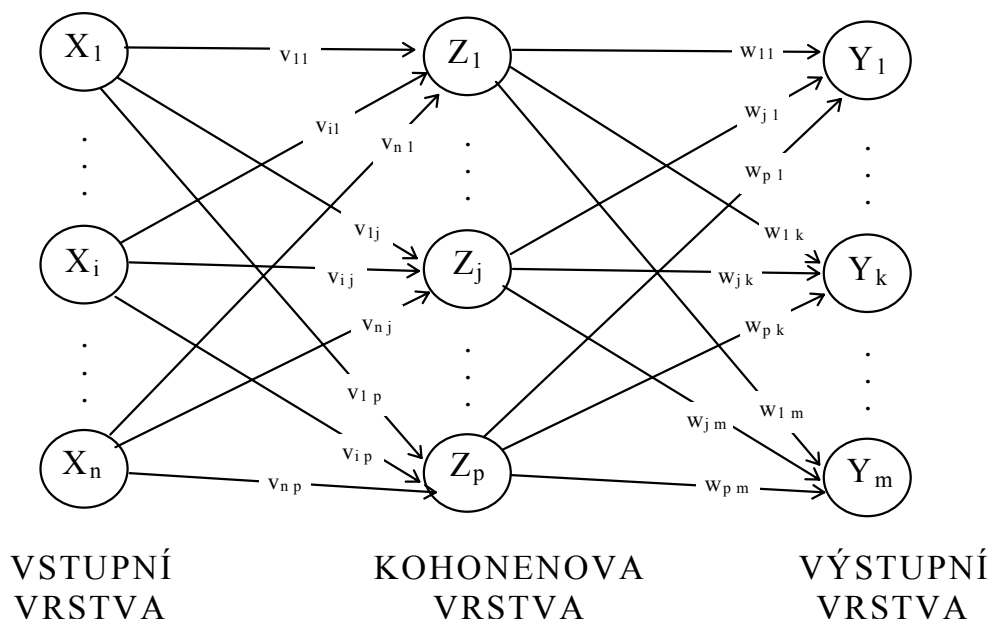 X1 v11 Z1 w11 Y1
vi1 wj1
vn1 wp1
v1j w1k
Xi vij Zj wjk Yk
vnj wpk
v1p w1m
vip wjm
Xn vnp Zp wpm Ym
VSTUPNÍ
VRSTVA
KOHONENOVA
VRSTVA
VÝSTUPNÍ
VRSTVA